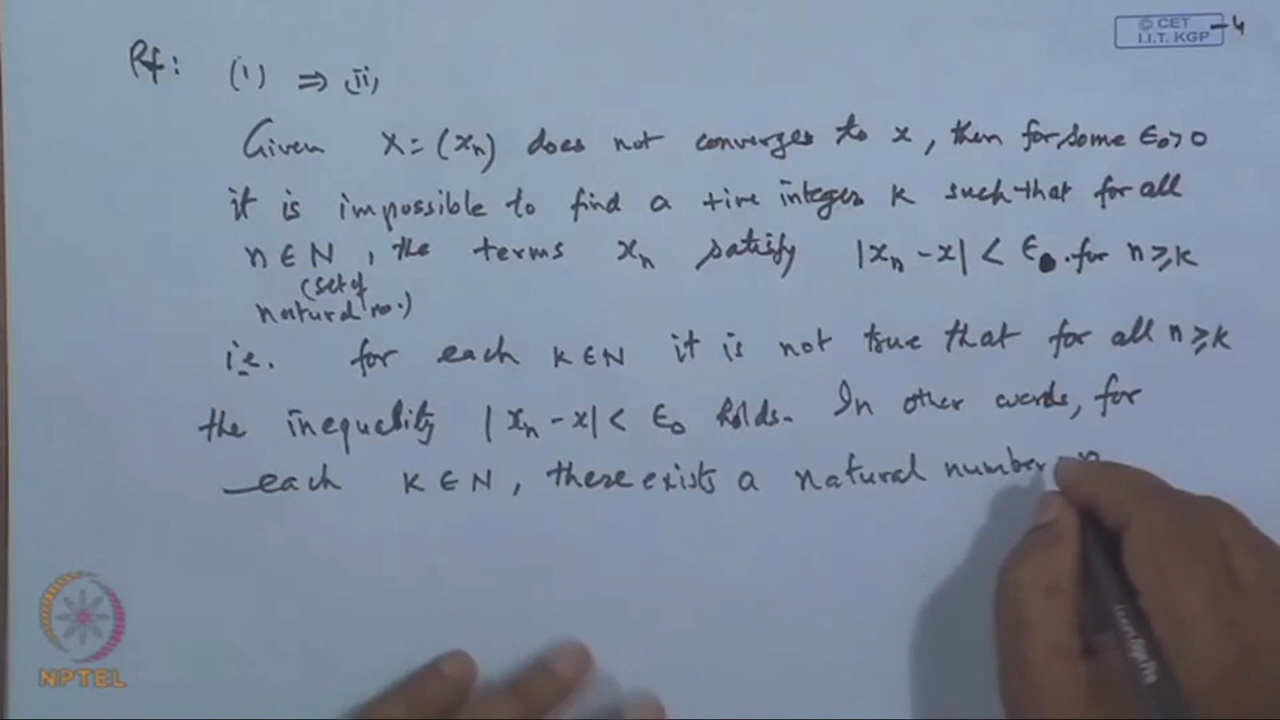 © CET
I.I.T. KGP -4
Pf: (i) ⇒ (ii)
Given X = (xₙ) does not converges to x, then for some ϵ₀>0
it is impossible to find a +ive integer K such that for all
n ∈ N, the terms xₙ satisfy |xₙ - x| < ϵ₀. for n ≥ K
(set of
natural no.)
i.e. for each K ∈ N it is not true that for all n ≥ K
the inequality |xₙ - x| < ϵ₀ holds. In other words, for
each K ∈ N, there exists a natural number n
NPTEL